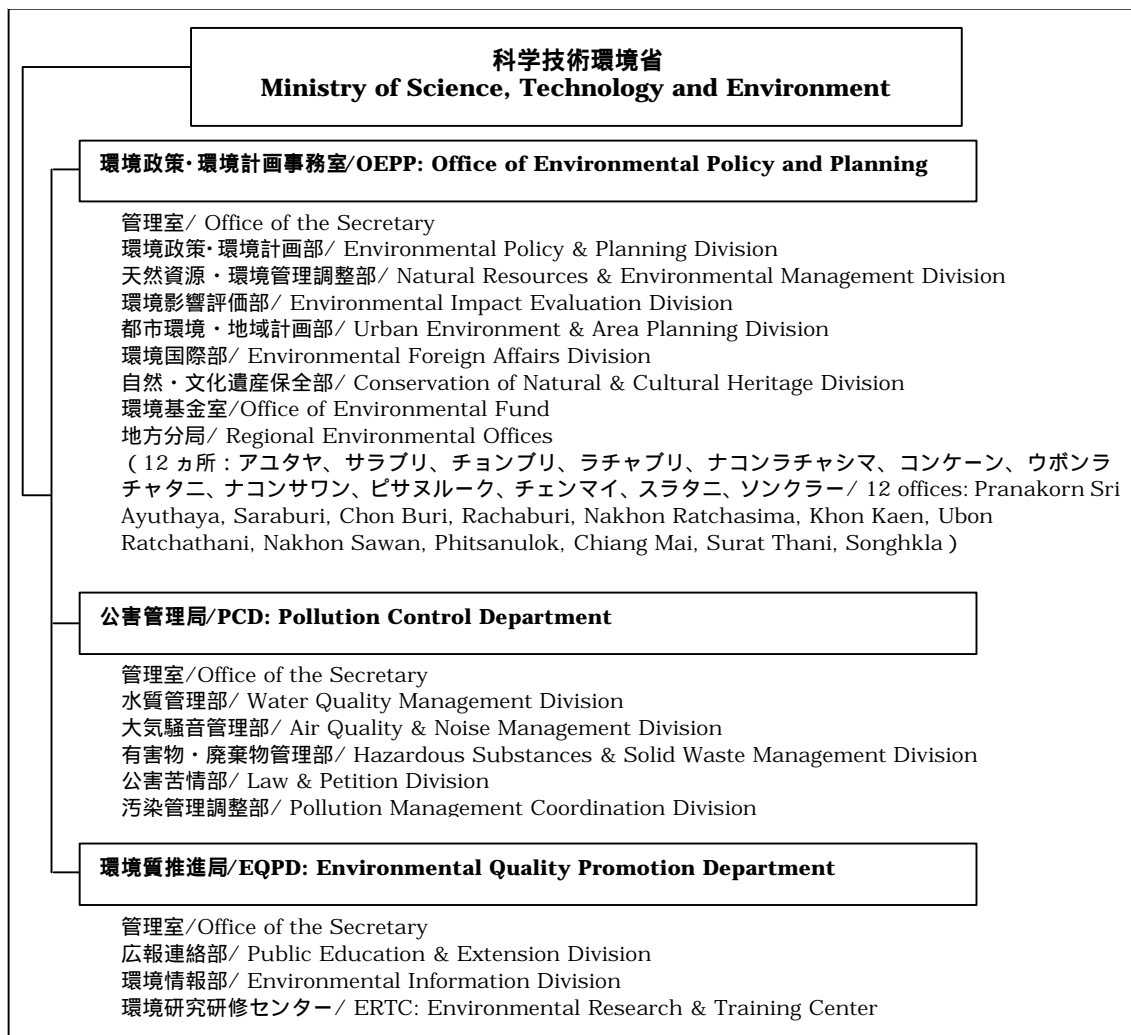 科学技術環境省
Ministry of Science, Technology and Environment
環境政策・環境計画事務室/OEPP: Office of Environmental Policy and Planning
管理室/ Office of the Secretary
環境政策・環境計画部/ Environmental Policy & Planning Division
天然資源・環境管理調整部/ Natural Resources & Environmental Management Division
環境影響評価部/ Environmental Impact Evaluation Division
都市環境・地域計画部/ Urban Environment & Area Planning Division
環境国際部/ Environmental Foreign Affairs Division
自然・文化遺産保全部/ Conservation of Natural & Cultural Heritage Division
環境基金室/Office of Environmental Fund
地方分局/ Regional Environmental Offices
（12 ヵ所：アユタヤ、サラブリ、チョンブリ、ラチャブリ、ナコンラチャシマ、コンケーン、ウボンラ
チャタニ、ナコンサワン、ピサヌルーク、チェンマイ、スラタニ、ソンクラー/ 12 offices: Pranakorn Sri
Ayuthaya, Saraburi, Chon Buri, Rachaburi, Nakhon Ratchasima, Khon Kaen, Ubon
Ratchathani, Nakhon Sawan, Phitsanulok, Chiang Mai, Surat Thani, Songhkla）
公害管理局/PCD: Pollution Control Department
管理室/Office of the Secretary
水質管理部/ Water Quality Management Division
大気騒音管理部/ Air Quality & Noise Management Division
有害物・廃棄物管理部/ Hazardous Substances & Solid Waste Management Division
公害苦情部/ Law & Petition Division
汚染管理調整部/ Pollution Management Coordination Division
環境質推進局/EQPD: Environmental Quality Promotion Department
管理室/Office of the Secretary
広報連絡部/ Public Education & Extension Division
環境情報部/ Environmental Information Division
環境研究研修センター/ ERTC: Environmental Research & Training Center